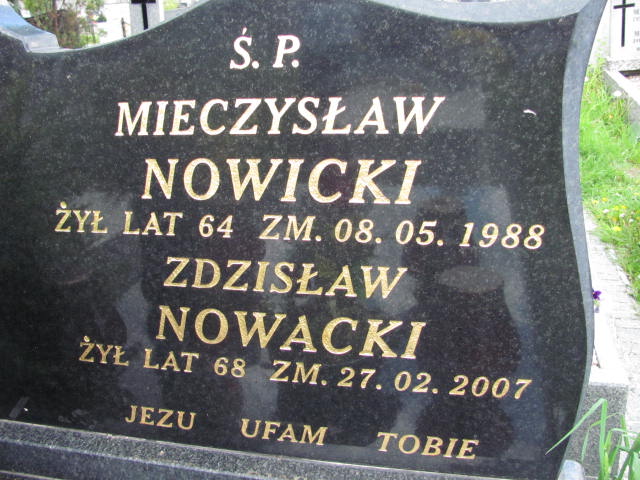 Ś. P.
MIECZYSŁAW
NOWICKI
ŻYŁ LAT 64 ZM. 08. 05. 1988
ZDZISŁAW
NOWACKI
ŻYŁ LAT 68 ZM. 27. 02. 2007
JEZU UFAM TOBIE